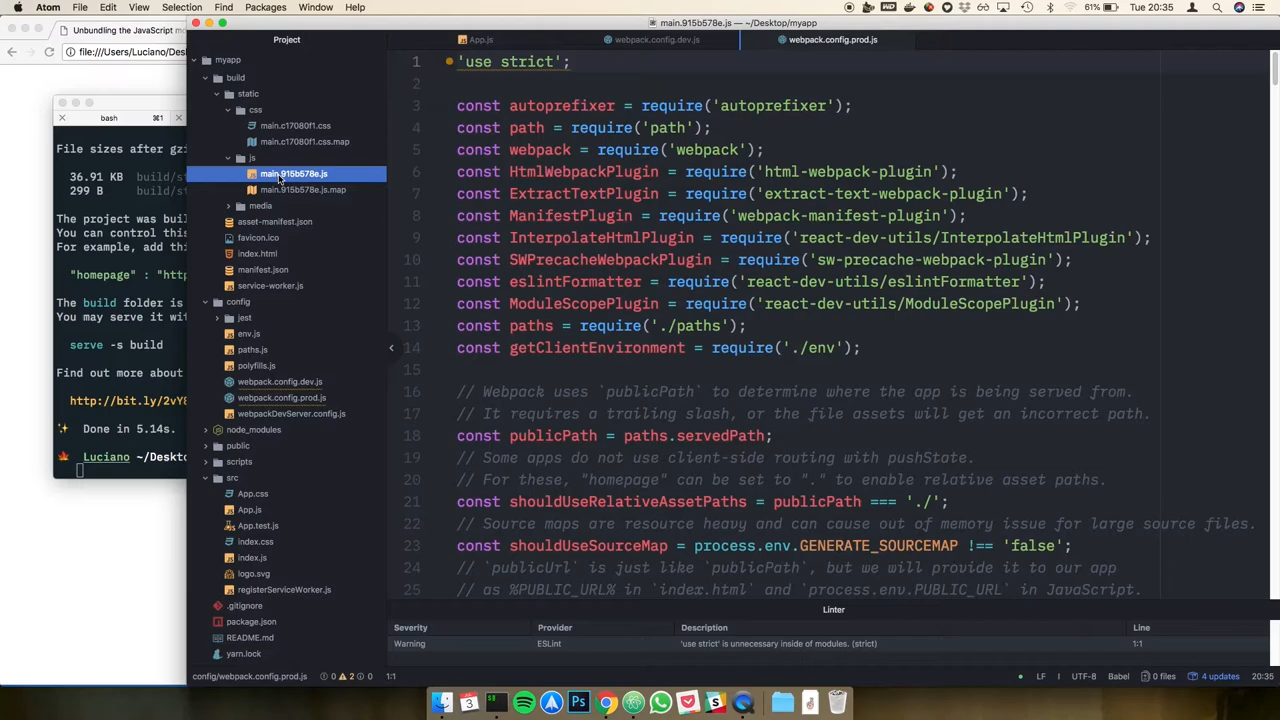 Atom File Edit View Selection Find Packages Window Help 61% Tue 20:35
Unbundling the JavaScript
file:///Users/Luciano/Des
bash ⌘1
File sizes after gzi
36.91 KB build/st
299 B build/st
The project was buil
You can control this
For example, add thi
"homepage" : "http
The build folder is
You may serve it wit
serve -s build
Find out more about
http://bit.ly/2vY8
Done in 5.14s.
Luciano ~/Deskto
main.915b578e.js — ~/Desktop/myapp
Project
myapp
build
static
css
main.c17080f1.css
main.c17080f1.css.map
js
main.915b578e.js
main.915b578e.js.map
media
asset-manifest.json
favicon.ico
index.html
manifest.json
service-worker.js
config
jest
env.js
paths.js
polyfills.js
webpack.config.dev.js
webpack.config.prod.js
webpackDevServer.config.js
node_modules
public
scripts
src
App.css
App.js
App.test.js
index.css
index.js
logo.svg
registerServiceWorker.js
.gitignore
package.json
README.md
yarn.lock
App.js webpack.config.dev.js webpack.config.prod.js
1 'use strict';
2
3 const autoprefixer = require('autoprefixer');
4 const path = require('path');
5 const webpack = require('webpack');
6 const HtmlWebpackPlugin = require('html-webpack-plugin');
7 const ExtractTextPlugin = require('extract-text-webpack-plugin');
8 const ManifestPlugin = require('webpack-manifest-plugin');
9 const InterpolateHtmlPlugin = require('react-dev-utils/InterpolateHtmlPlugin');
10 const SWPrecacheWebpackPlugin = require('sw-precache-webpack-plugin');
11 const eslintFormatter = require('react-dev-utils/eslintFormatter');
12 const ModuleScopePlugin = require('react-dev-utils/ModuleScopePlugin');
13 const paths = require('./paths');
14 const getClientEnvironment = require('./env');
15
16 // Webpack uses `publicPath` to determine where the app is being served from.
17 // It requires a trailing slash, or the file assets will get an incorrect path.
18 const publicPath = paths.servedPath;
19 // Some apps do not use client-side routing with pushState.
20 // For these, "homepage" can be set to "." to enable relative asset paths.
21 const shouldUseRelativeAssetPaths = publicPath === './';
22 // Source maps are resource heavy and can cause out of memory issue for large source files.
23 const shouldUseSourceMap = process.env.GENERATE_SOURCEMAP !== 'false';
24 // `publicUrl` is just like `publicPath`, but we will provide it to our app
25 // as %PUBLIC_URL% in `index.html` and `process.env.PUBLIC_URL` in JavaScript.
Linter
Severity Provider Description Line
Warning ESLint 'use strict' is unnecessary inside of modules. (strict) 1:1
config/webpack.config.prod.js 0 2 0 1:1 LF UTF-8 Babel 0 files 4 updates 20:35